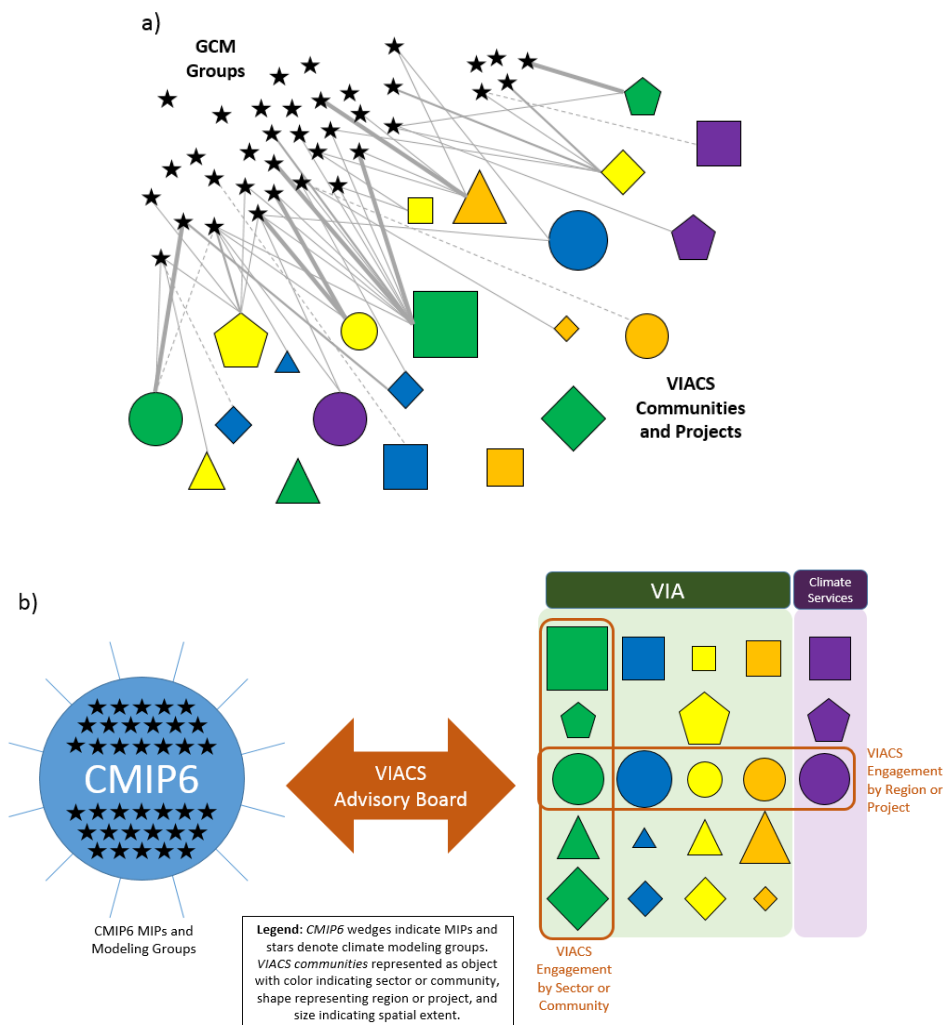 a)
GCM
Groups
VIACS
Communities
and Projects
b)
VIA
Climate
Services
CMIP6
VIACS
Advisory Board
VIACS
Engagement
by Region or
Project
CMIP6 MIPs and
Modeling Groups
Legend: CMIP6 wedges indicate MIPs and
stars denote climate modeling groups.
VIACS communities represented as object
with color indicating sector or community,
shape representing region or project, and
size indicating spatial extent.
VIACS
Engagement
by Sector or
Community